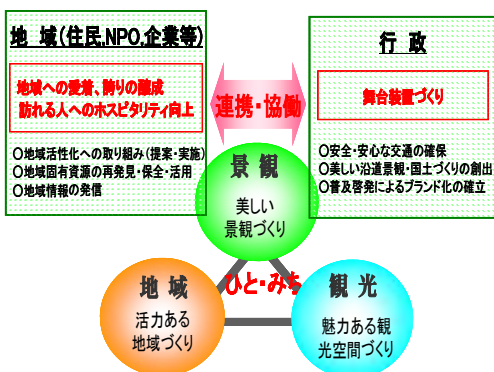 地 域(住民,NPO,企業等)
地域への愛着、誇りの醸成
訪れる人へのホスピタリティ向上
○地域活性化への取り組み(提案・実施)
○地域固有資源の再発見・保全・活用
○地域情報の発信
連携・協働
行 政
舞台装置づくり
○安全・安心な交通の確保
○美しい沿道景観・国土づくりの創出
○普及啓発によるブランド化の確立
景 観
美しい
景観づくり
ひと・みち
地 域
活力ある
地域づくり
観 光
魅力ある観
光空間づくり